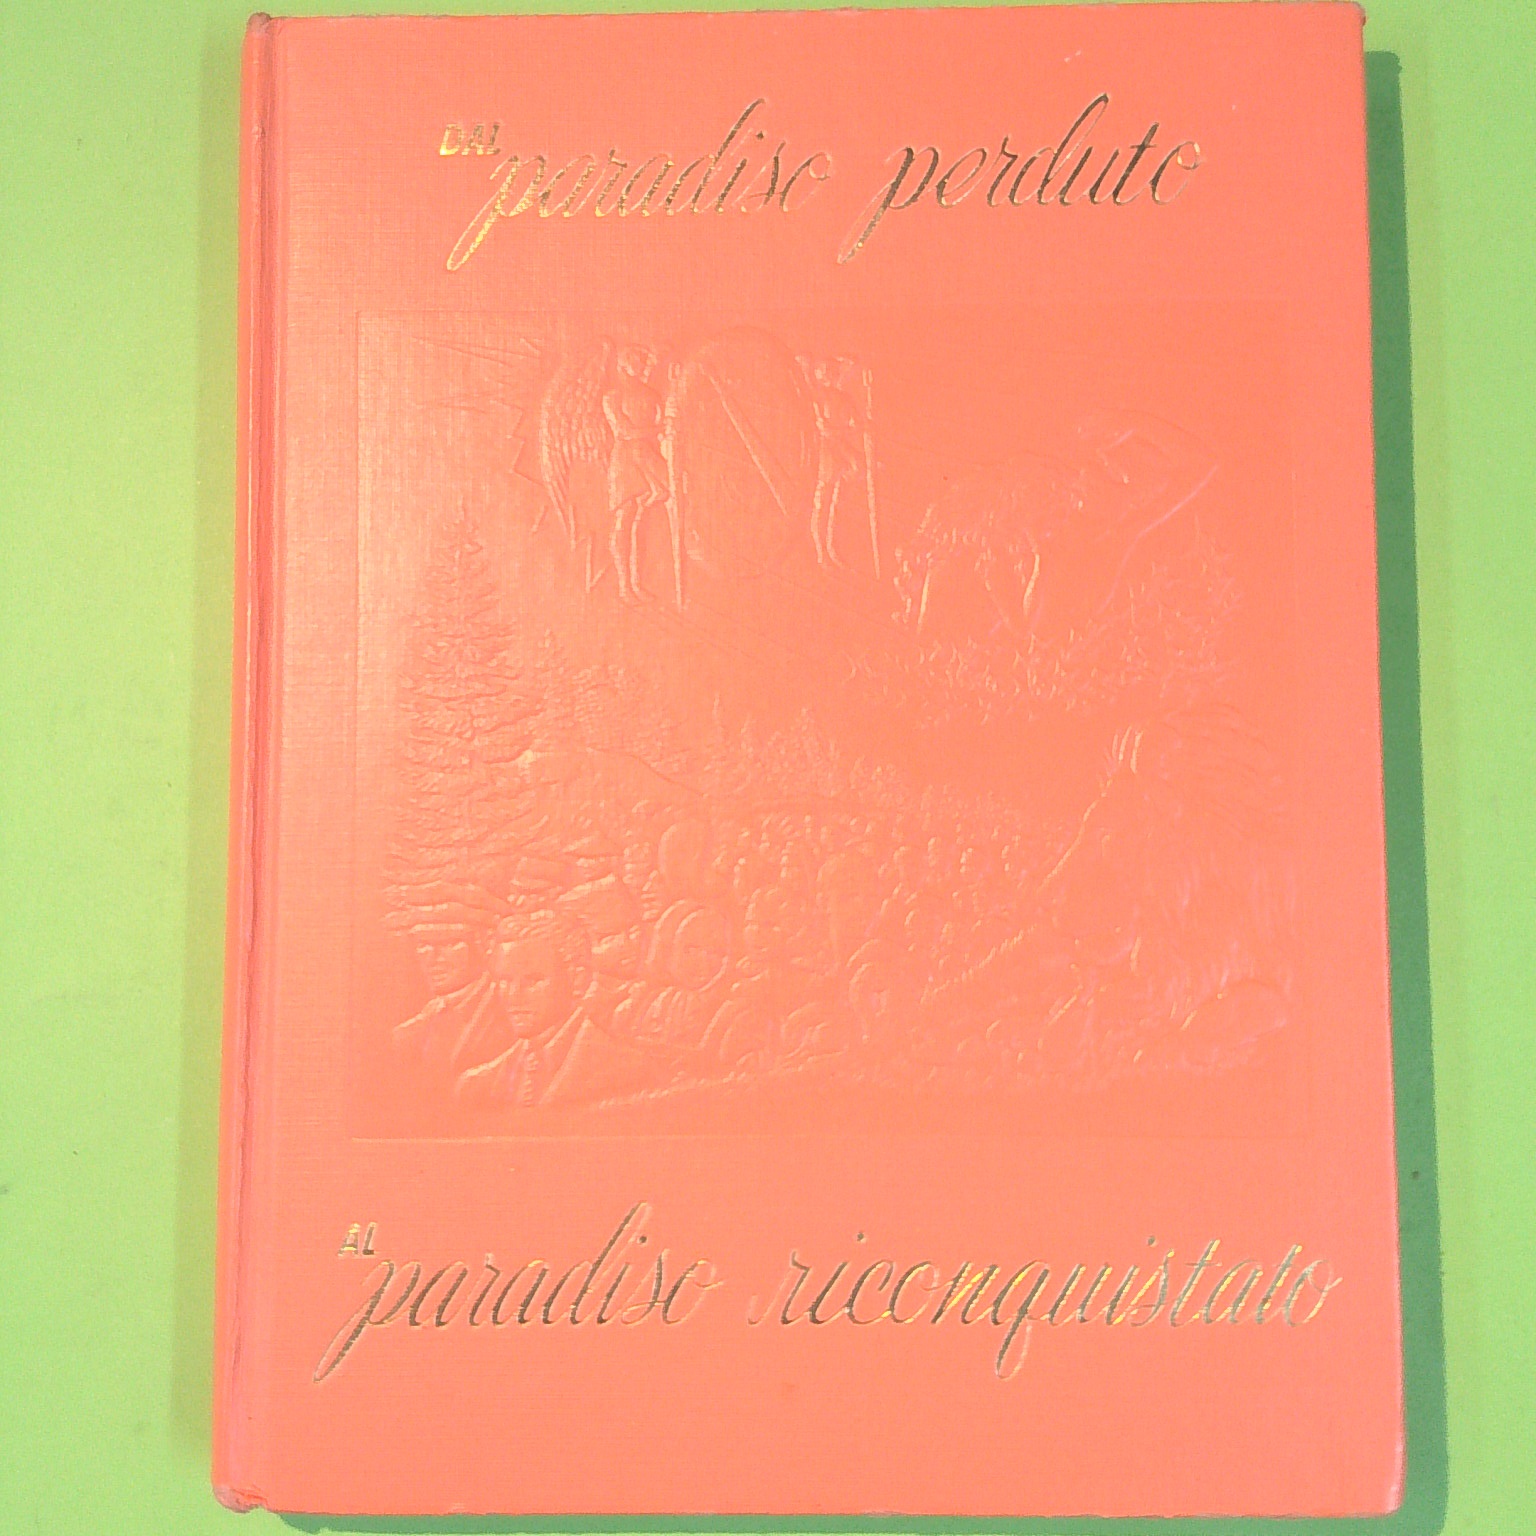 DAL paradiso perduto
AL paradiso riconquistato